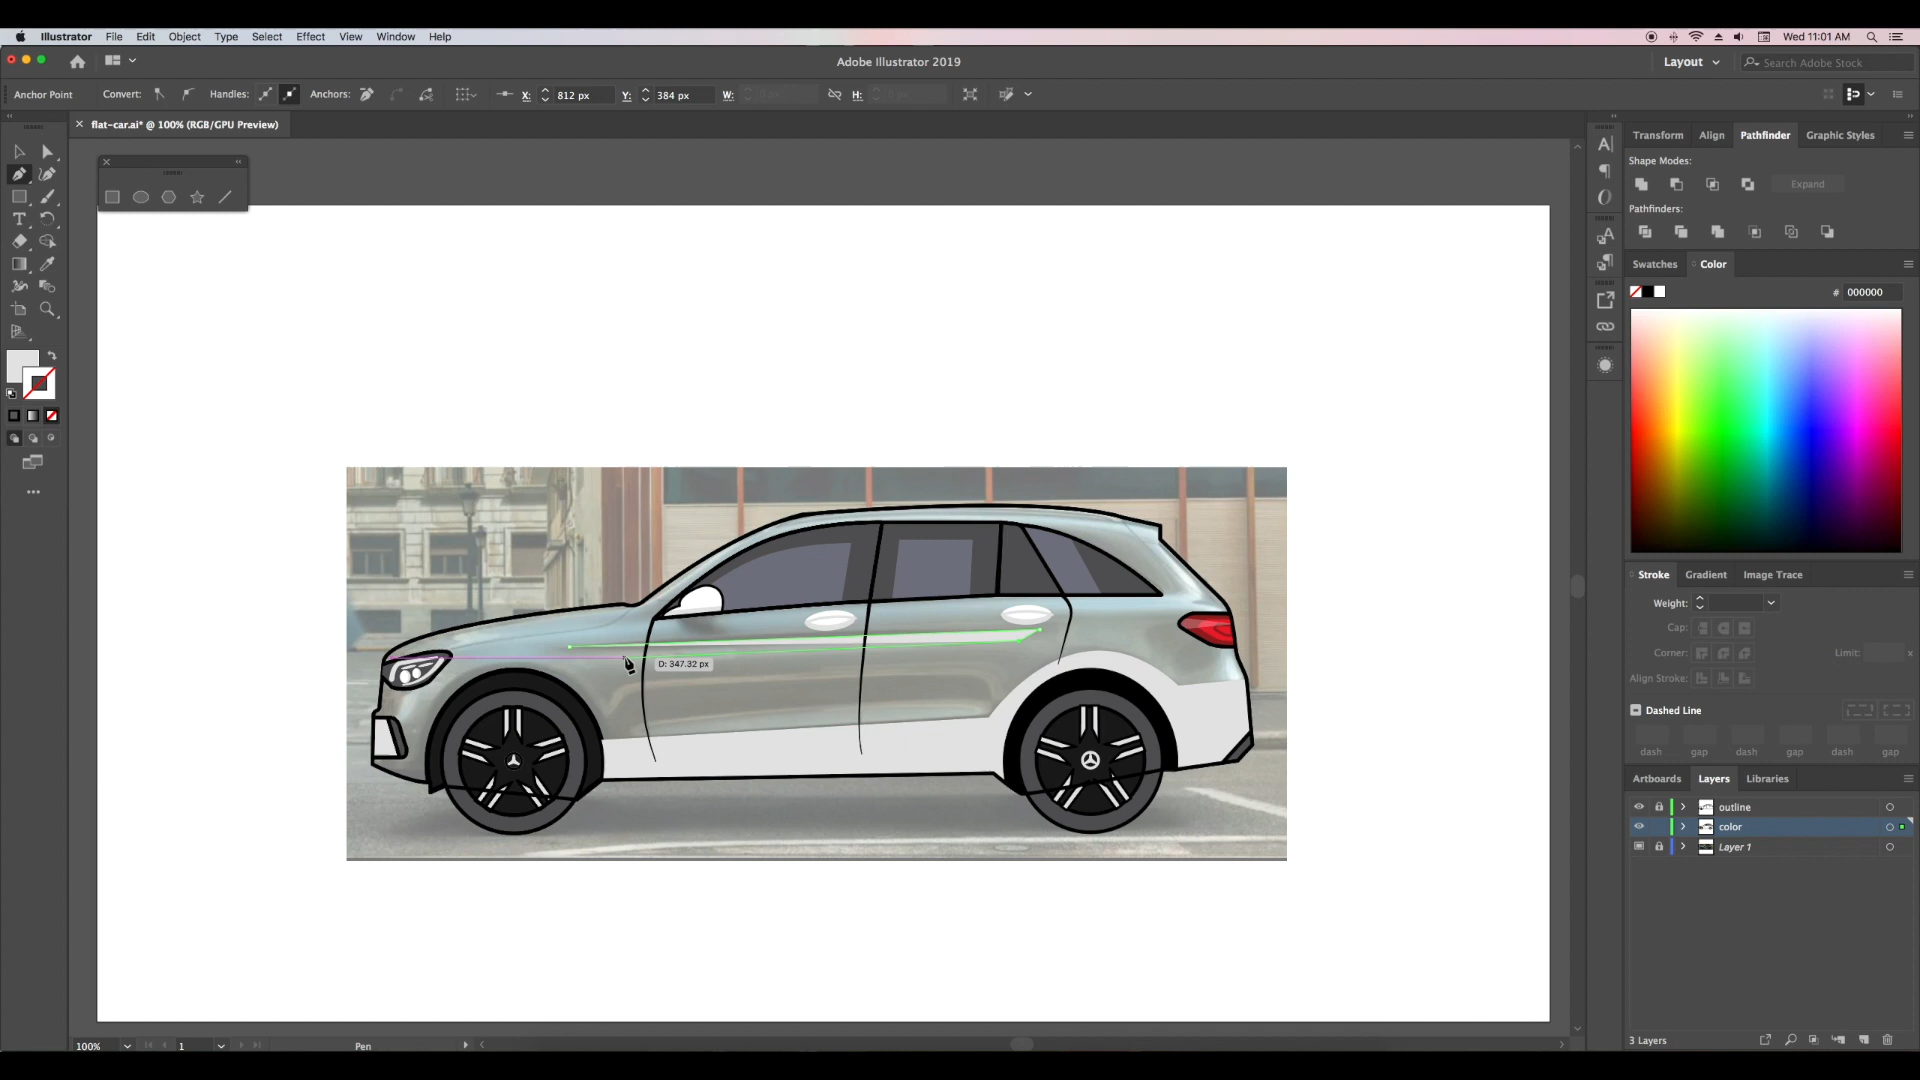 Illustrator File Edit Object Type Select Effect View Window Help Wed 11:01 AM
Adobe Illustrator 2019 Layout Search Adobe Stock
Anchor Point Convert: Handles: Anchors: X: 812 px Y: 384 px W: H:
flat-car.ai* @ 100% (RGB/GPU Preview)
Transform Align Pathfinder Graphic Styles
Shape Modes:
Expand
Pathfinders:
Swatches Color
# 000000
D: 347.32 px
Stroke Gradient Image Trace
Weight:
Cap:
Corner: Limit: x
Align Stroke:
Dashed Line
dash gap dash gap dash gap
Artboards Layers Libraries
outline
color
Layer 1
3 Layers
100% 1 Pen